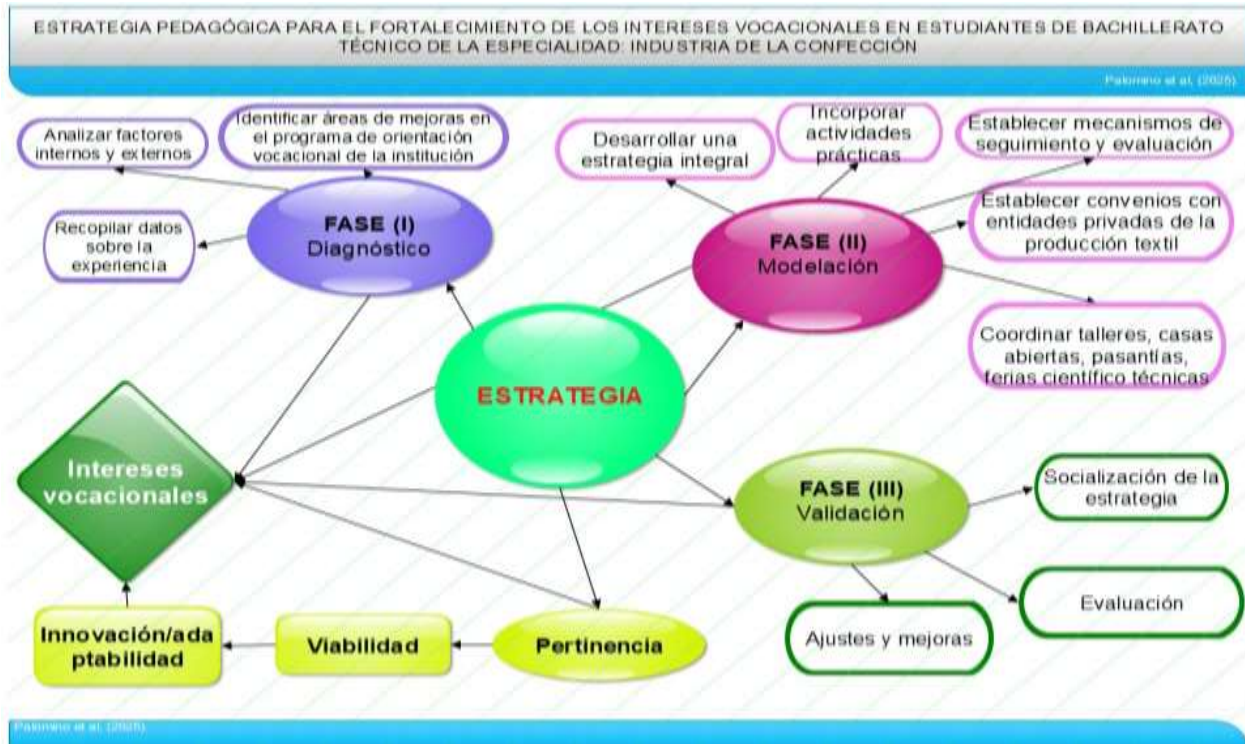 ESTRATEGIA PEDAGÓGICA PARA EL FORTALECIMIENTO DE LOS INTERESES VOCACIONALES EN ESTUDIANTES DE BACHILLERATO
TÉCNICO DE LA ESPECIALIDAD: INDUSTRIA DE LA CONFECCIÓN
Palomino et al, (2025)
Analizar factores
internos y externos
Identificar áreas de mejoras en
el programa de orientación
vocacional de la institución
Recopilar datos
sobre la
experiencia
FASE (I)
Diagnóstico
Desarrollar una
estrategia integral
Incorporar
actividades
prácticas
Establecer mecanismos de
seguimiento y evaluación
Establecer convenios con
entidades privadas de la
producción textil
FASE (II)
Modelación
Coordinar talleres, casas
abiertas, pasantías,
ferias científico técnicas
ESTRATEGIA
Intereses
vocacionales
FASE (III)
Validación
Socialización de la
estrategia
Evaluación
Ajustes y mejoras
Innovación/ada
ptabilidad
Viabilidad
Pertinencia
Palomino et al, (2025)